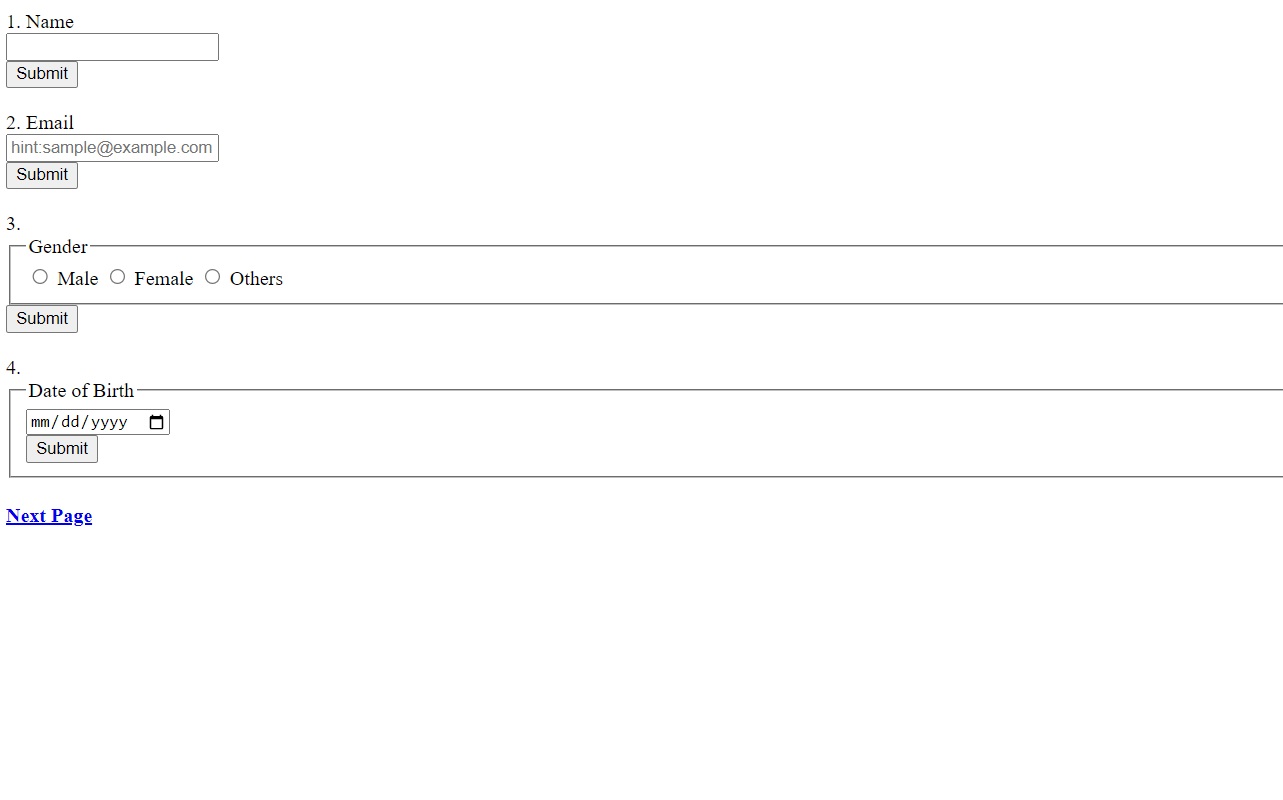 1. Name
Submit
2. Email
hint:sample@example.com
Submit
3.
Gender
Male Female Others
Submit
4.
Date of Birth
mm/dd/yyyy
Submit
Next Page